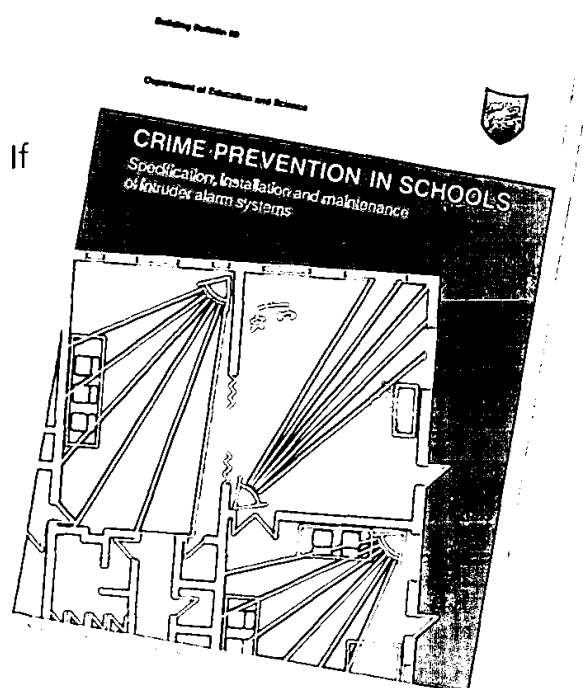 Building Bulletin 69
Department of Education and Science
If
CRIME PREVENTION IN SCHOOLS
Specification, installation and maintenance
of intruder alarm systems